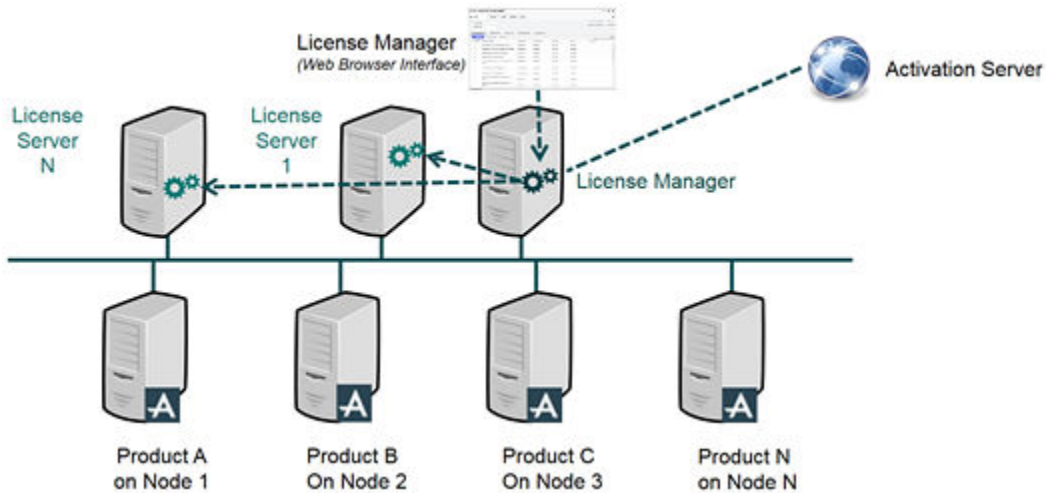 License Manager
(Web Browser Interface)
Activation Server
License
Server
N
License
Server
1
License Manager
Product A
on Node 1
Product B
On Node 2
Product C
On Node 3
Product N
on Node N